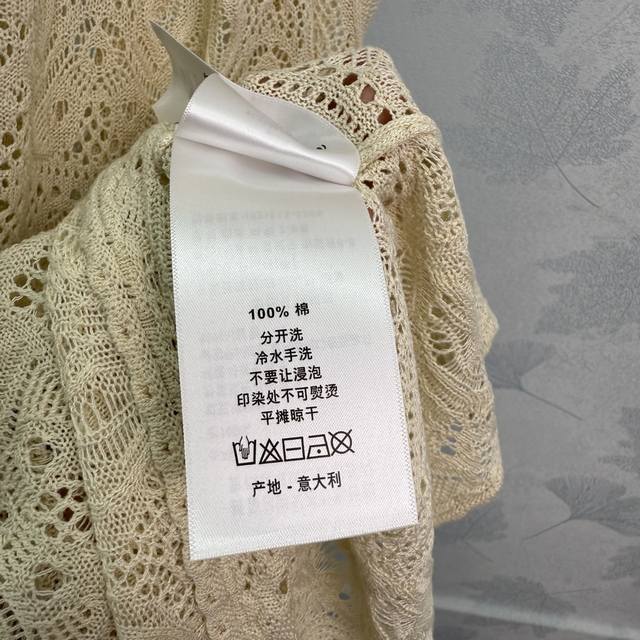 100% 棉
分开洗
冷水手洗
不要让浸泡
印染处不可熨烫
平摊晾干
产地 - 意大利